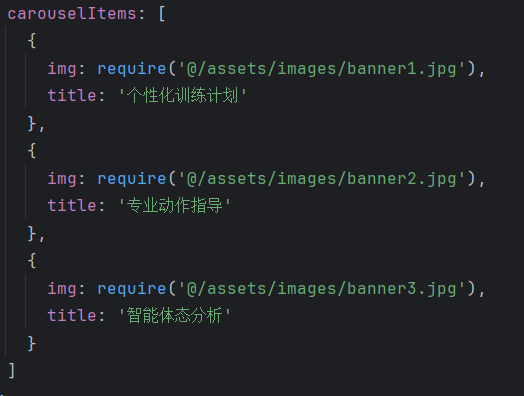 carouselItems: [
{
img: require('@/assets/images/banner1.jpg'),
title: '个性化训练计划'
},
{
img: require('@/assets/images/banner2.jpg'),
title: '专业动作指导'
},
{
img: require('@/assets/images/banner3.jpg'),
title: '智能体态分析'
}
]